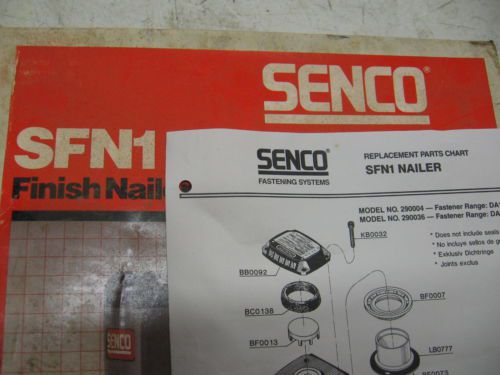 SENCO®
SFN1
Finish Naile
SENCO
SENCO®
FASTENING SYSTEMS
REPLACEMENT PARTS CHART
SFN1 NAILER
MODEL NO. 290004 — Fastener Range: DA
MODEL NO. 290036 — Fastener Range: DA
* Does not include seals
* No incluye sellos de
* Exklusiv Dichtringe
* Joints exclus
KB0032
BB0092
BC0138
BF0013
BF0007
LB0777